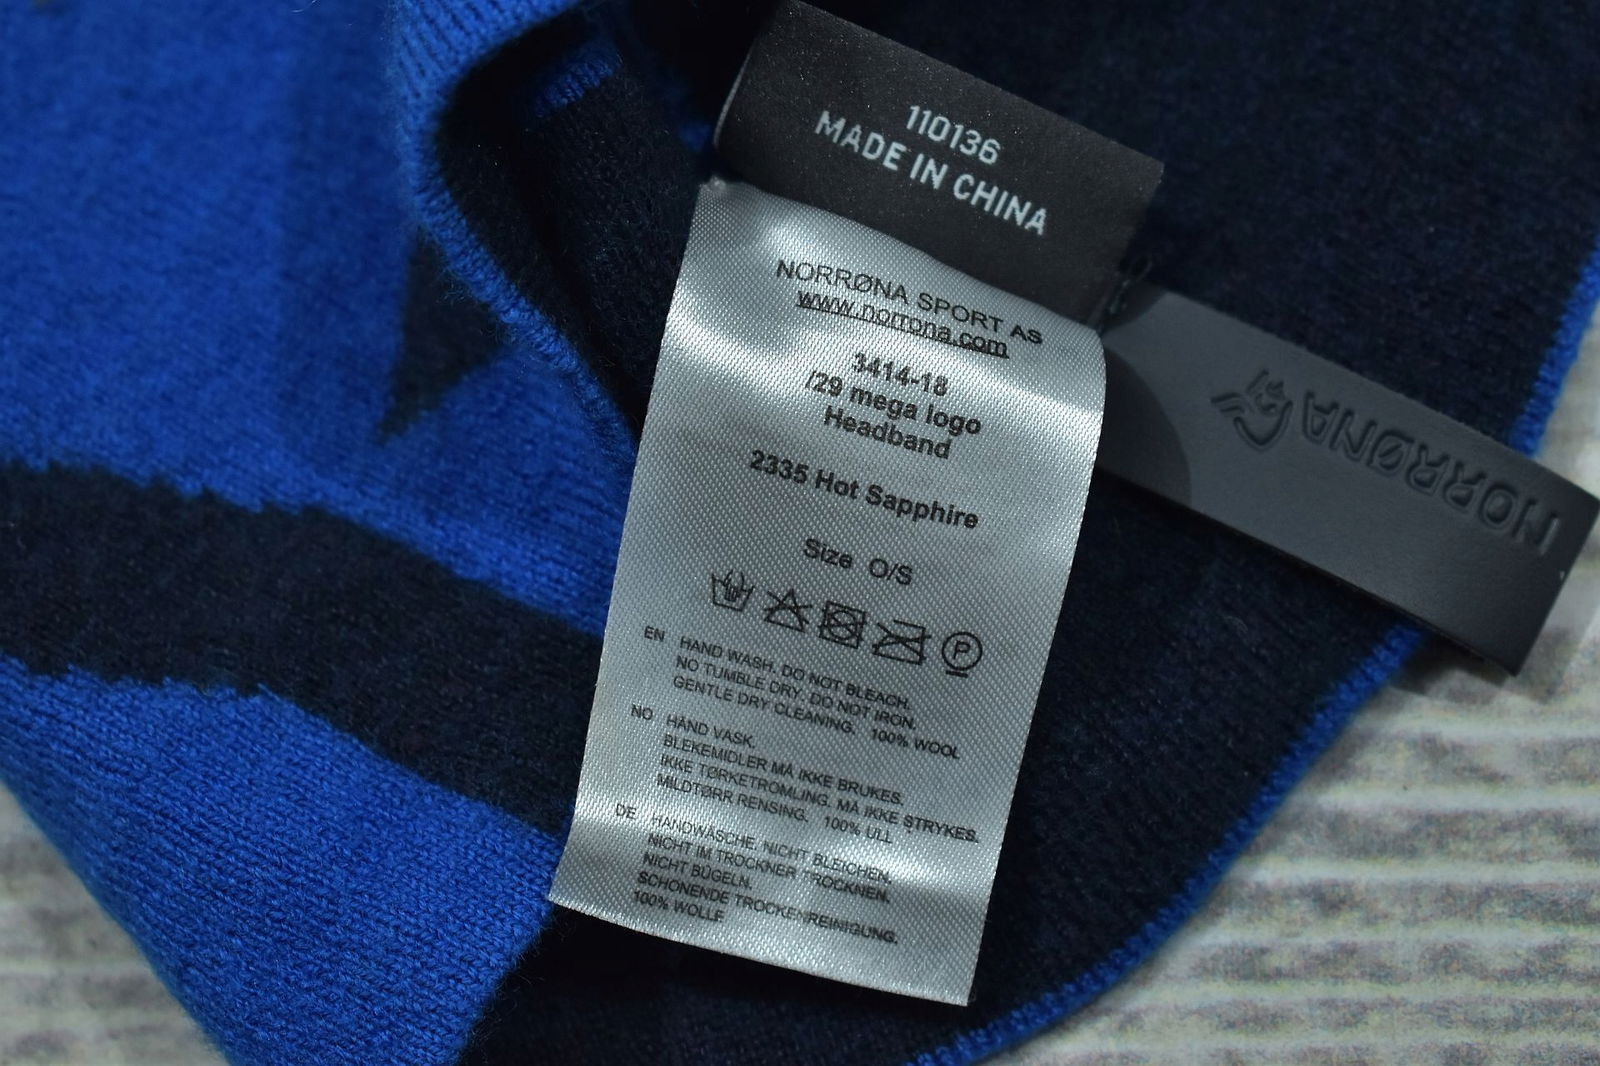 110136
MADE IN CHINA
NORRØNA SPORT AS
www.norrona.com
3414-18
/29 mega logo
Headband
2335 Hot Sapphire
Size O/S
P
EN HAND WASH. DO NOT BLEACH.
NO TUMBLE DRY. DO NOT IRON.
GENTLE DRY CLEANING. 100% WOOL
NO HÅND VASK.
BLEKEMIDLER MÅ IKKE BRUKES.
IKKE TØRKETROMLING. MÅ IKKE STRYKES.
MILDTØRR RENSING. 100% ULL
DE HANDWÄSCHE. NICHT BLEICHEN.
NICHT IM TROCKNER TROCKNEN.
NICHT BÜGELN.
SCHONENDE TROCKENREINIGUNG.
100% WOLLE
NORRØNA